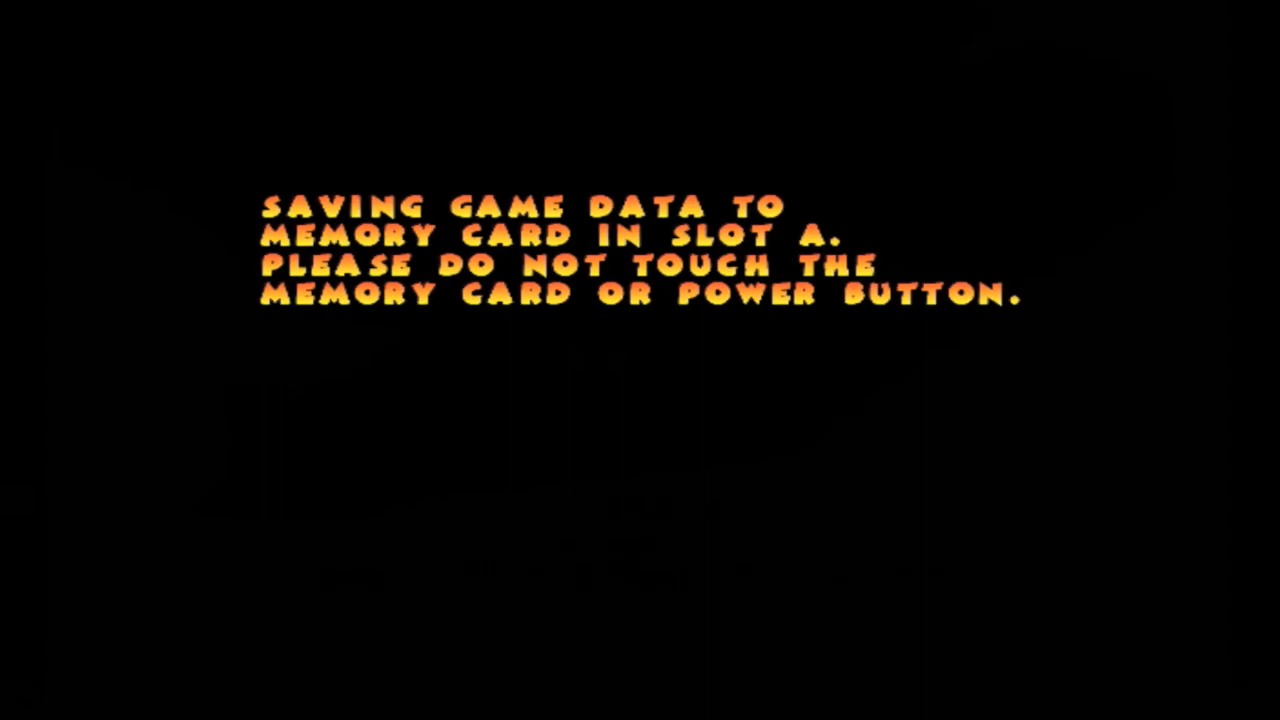 SAVING GAME DATA TO
MEMORY CARD IN SLOT A.
PLEASE DO NOT TOUCH THE
MEMORY CARD OR POWER BUTTON.